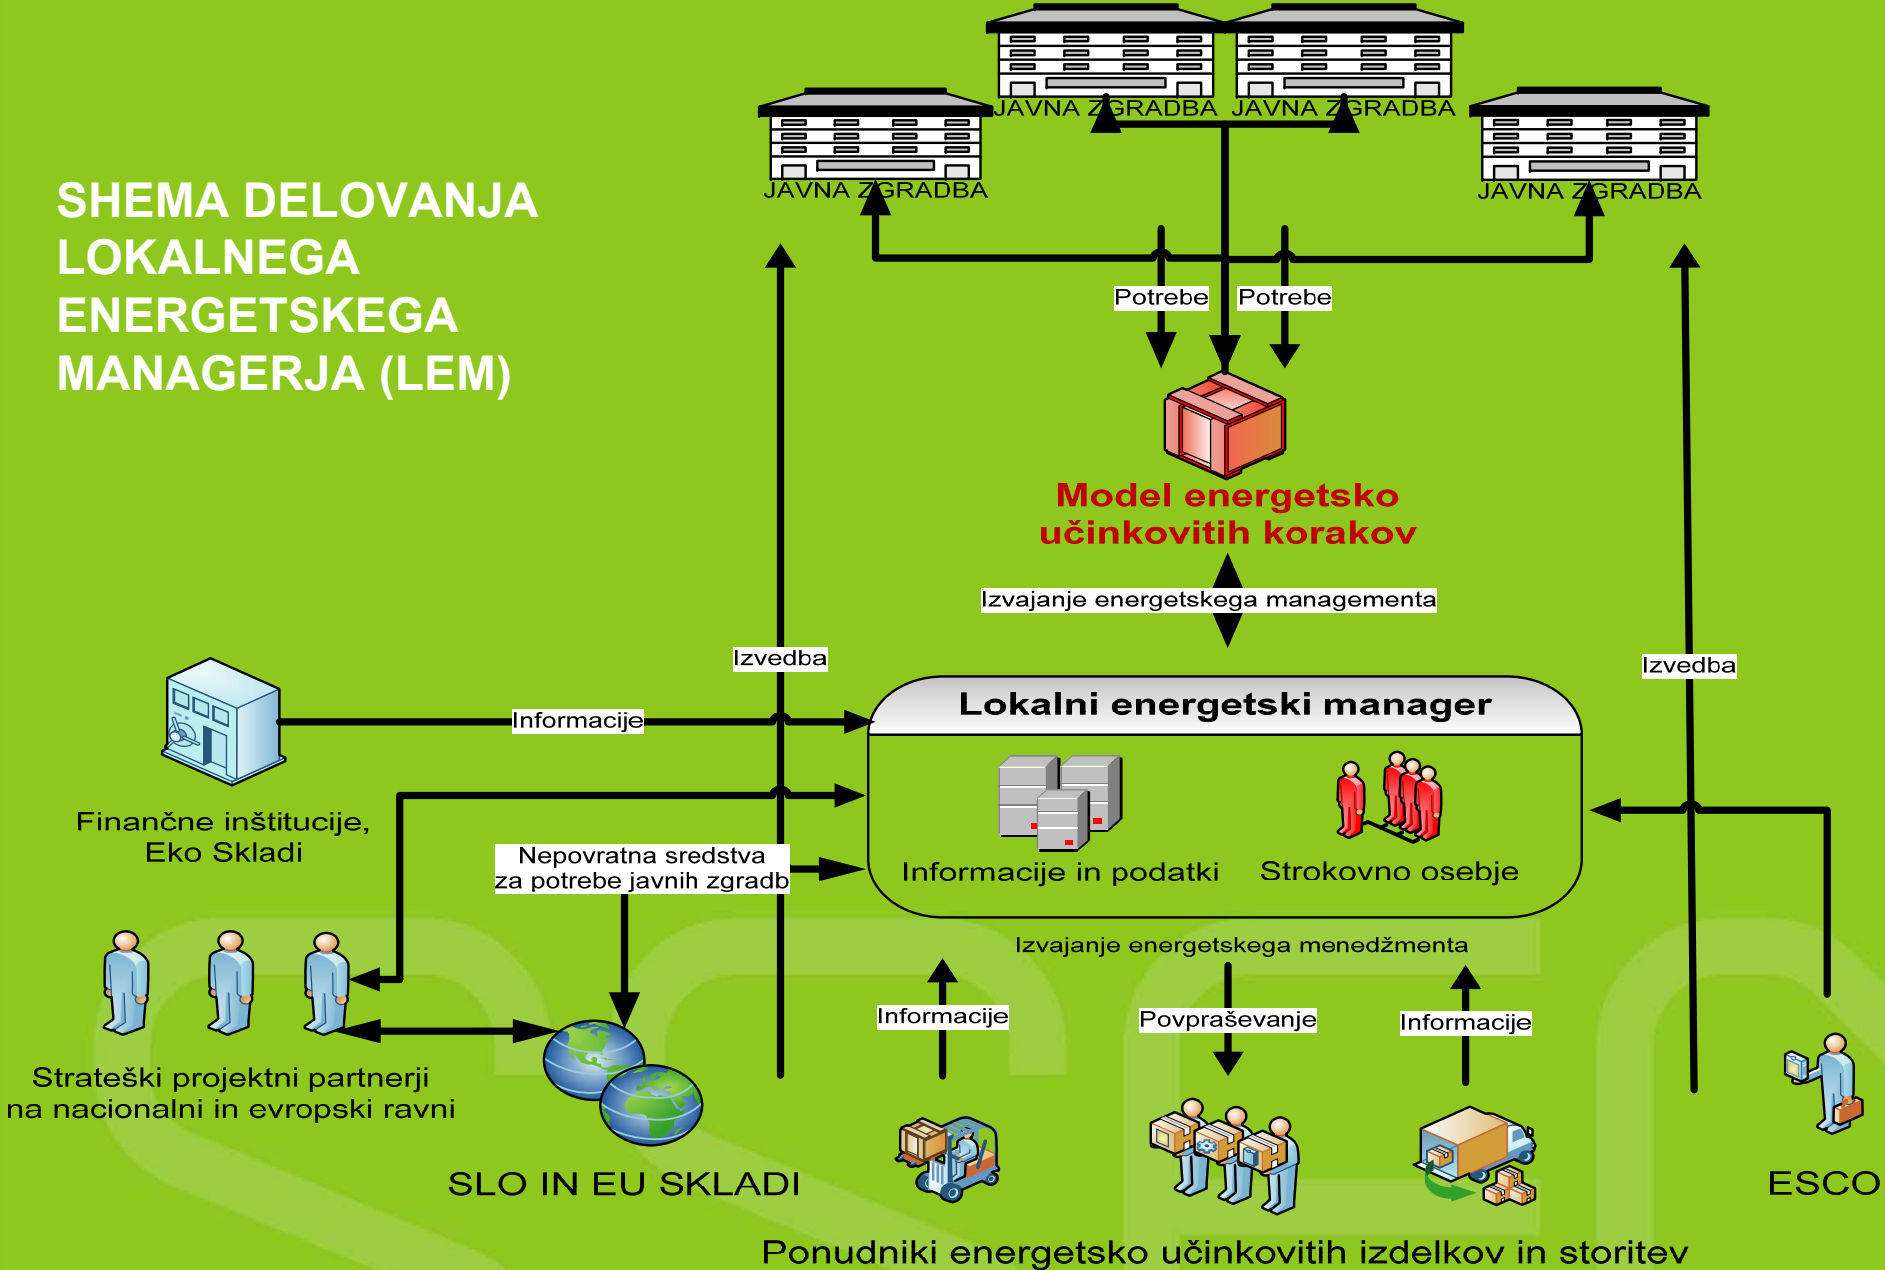 JAVNA ZGRADBA
JAVNA ZGRADBA
JAVNA ZGRADBA
JAVNA ZGRADBA
SHEMA DELOVANJA
LOKALNEGA
ENERGETSKEGA
MANAGERJA (LEM)
Potrebe
Potrebe
Model energetsko
učinkovitih korakov
Izvajanje energetskega managementa
Izvedba
Izvedba
Lokalni energetski manager
Informacije
Finančne inštitucije,
Eko Skladi
Nepovratna sredstva
za potrebe javnih zgradb
Informacije in podatki
Strokovno osebje
Izvajanje energetskega menedžmenta
Informacije
Povpraševanje
Informacije
Strateški projektni partnerji
na nacionalni in evropski ravni
SLO IN EU SKLADI
ESCO
Ponudniki energetsko učinkovitih izdelkov in storitev